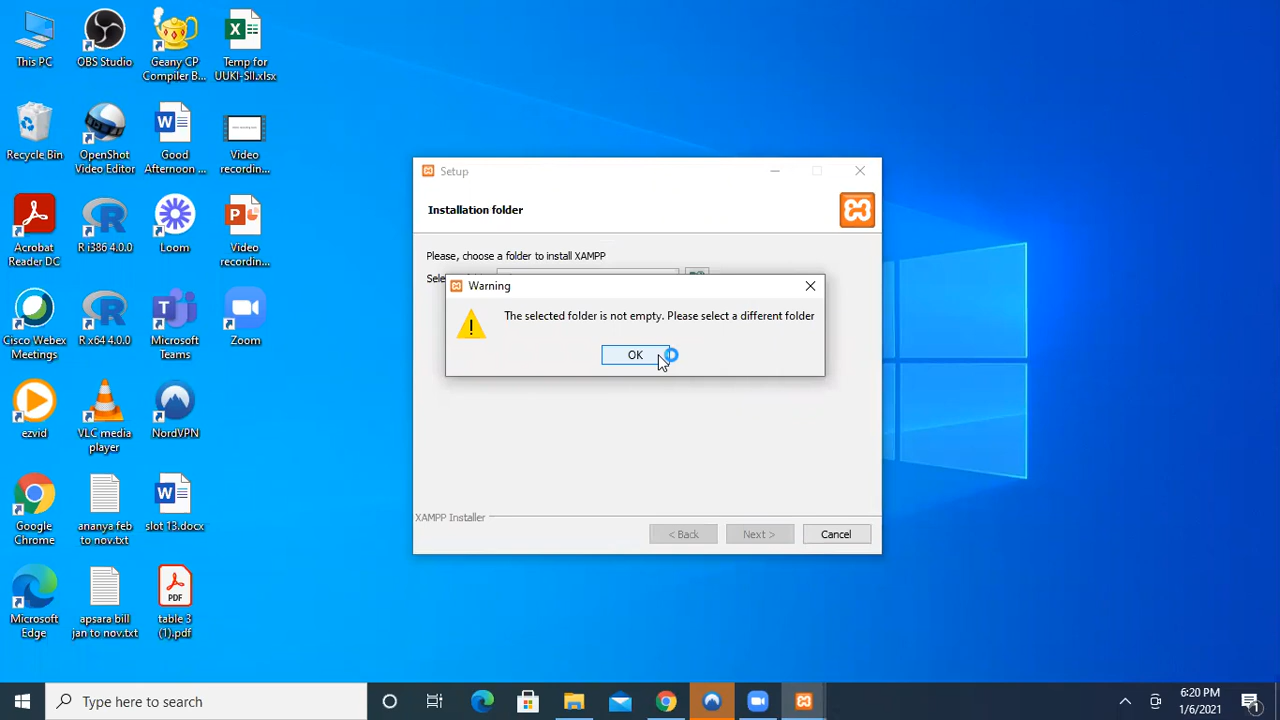 This PC
OBS Studio
Geany CP
Compiler B...
Temp for
UUKI-SII.xlsx
Recycle Bin
OpenShot
Video Editor
Good
Afternoon ...
Video
recordin...
Acrobat
Reader DC
R i386 4.0.0
Loom
Video
recordin...
Cisco Webex
Meetings
R x64 4.0.0
Microsoft
Teams
Zoom
ezvid
VLC media
player
NordVPN
Google
Chrome
ananya feb
to nov.txt
slot 13.docx
Microsoft
Edge
apsara bill
jan to nov.txt
PDF
table 3
(1).pdf
Setup
Installation folder
Please, choose a folder to install XAMPP
Warning
The selected folder is not empty. Please select a different folder
OK
XAMPP Installer
< Back
Next >
Cancel
Type here to search
6:20 PM
1/6/2021
1